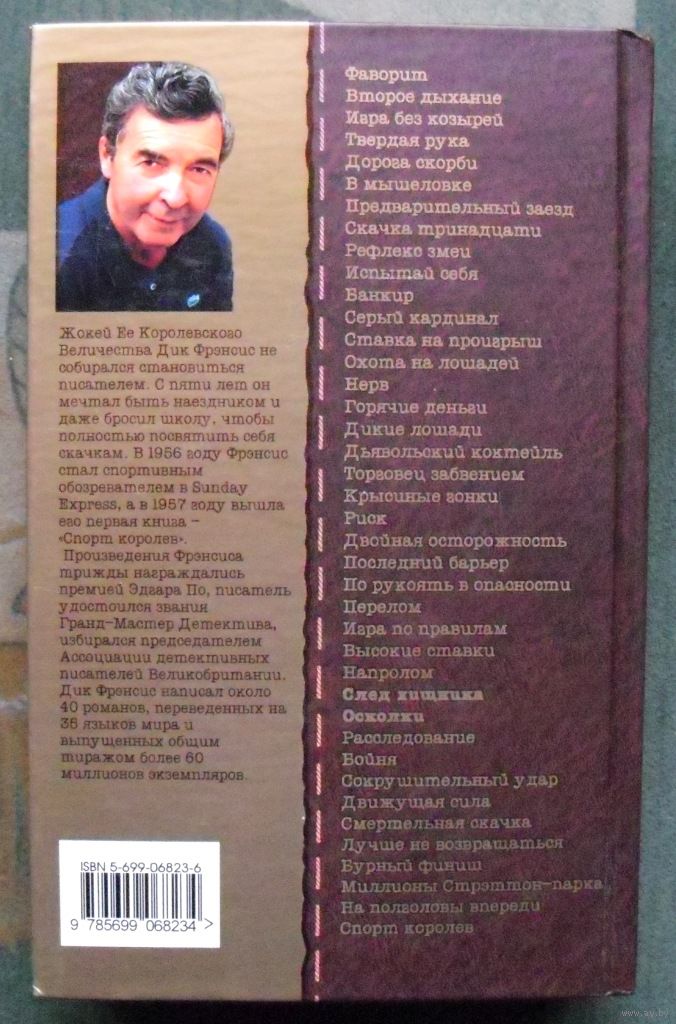 Жокей Ее Королевского
Величества Дик Фрэнсис не
собирался становиться
писателем. С пяти лет он
мечтал быть наездником и
даже бросил школу, чтобы
полностью посвятить себя
скачкам. В 1956 году Фрэнсис
стал спортивным
обозревателем в Sunday
Express, а в 1957 году вышла
его первая книга –
«Спорт королев».
Произведения Фрэнсиса
трижды награждались
премией Эдгара По, писатель
удостоился звания
Гранд-Мастер Детектива,
избирался председателем
Ассоциации детективных
писателей Великобритании.
Дик Фрэнсис написал около
40 романов, переведенных на
35 языков мира и
выпущенных общим
тиражом более 60
миллионов экземпляров.
ISBN 5-699-06823-6
9 785699 068234 >
Фаворит
Второе дыхание
Игра без козырей
Твердая рука
Дорога скорби
В мышеловке
Предварительный заезд
Скачка тринадцати
Рефлекс змеи
Испытай себя
Банкир
Серый кардинал
Ставка на проигрыш
Охота на лошадей
Нерв
Горячие деньги
Дикие лошади
Дьявольский коктейль
Торговец забвением
Крысиные гонки
Риск
Двойная осторожность
Последний барьер
По рукоять в опасности
Перелом
Игра по правилам
Высокие ставки
Напролом
След хищника
Осколки
Расследование
Бойня
Сокрушительный удар
Движущая сила
Смертельная скачка
Лучше не возвращаться
Бурный финиш
Миллионы Стрэттон-парка
На полголовы впереди
Спорт королев
www.ay.by